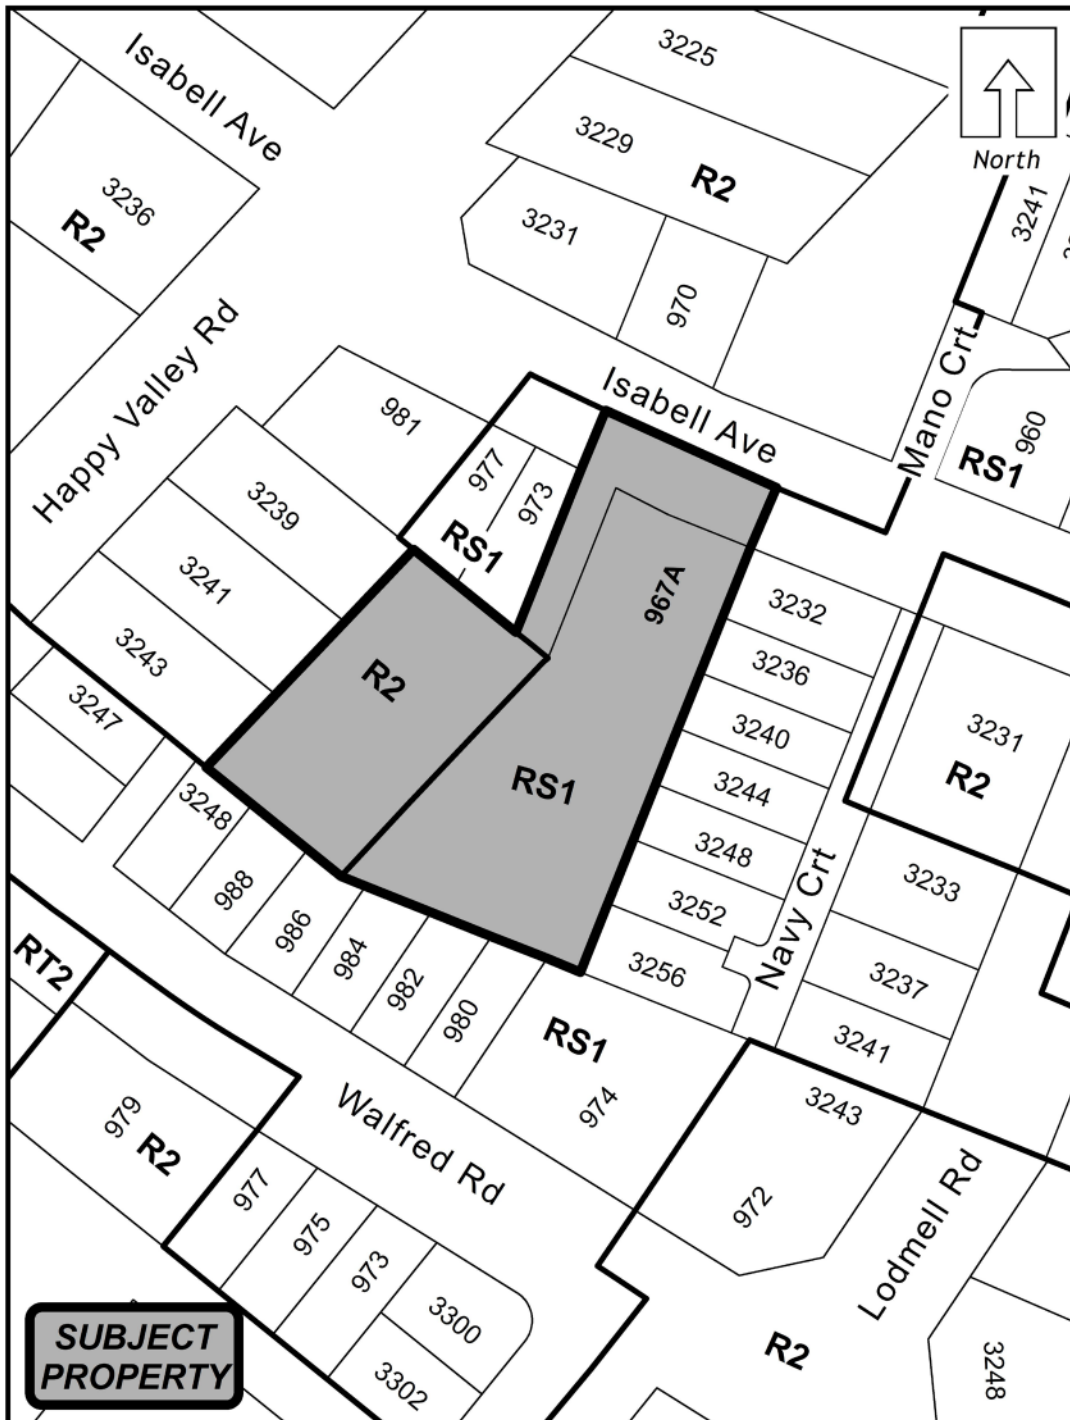 Isabell Ave
3225
3229
R2
North
3241
3236
R2
3231
970
Happy Valley Rd
Mano Crt
Isabell Ave
981
977
973
RS1
960
RS1
3239
3241
3243
3247
967A
R2
RS1
3232
3236
3240
3244
3248
3252
3256
3231
R2
3233
3237
3241
Navy Crt
3248
988
986
984
982
980
RS1
974
RT2
979
R2
Walfred Rd
3243
972
Lodmell Rd
977
975
973
3300
3302
R2
3248
SUBJECT
PROPERTY